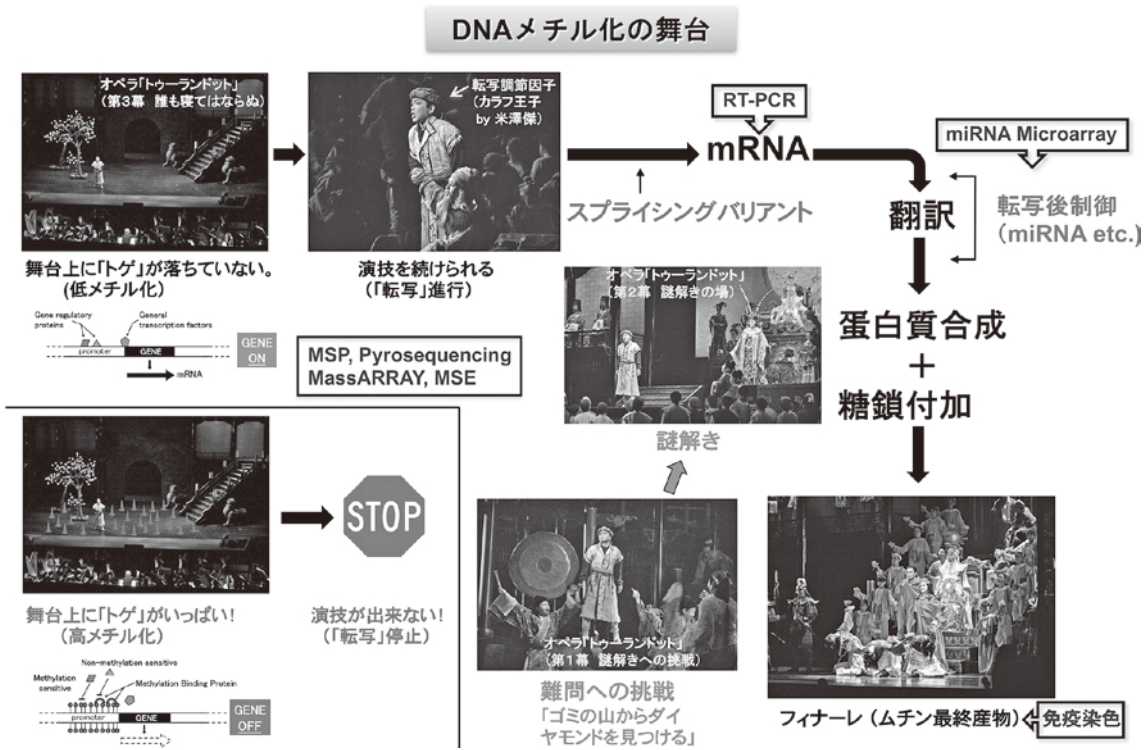 DNAメチル化の舞台
オペラ「トゥーランドット」
(第3幕 誰も寝てはならぬ)
転写調節因子
(カラフ王子
by 米澤傑)
RT-PCR
mRNA
miRNA Microarray
スプライシングバリアント
翻訳
転写後制御
(miRNA etc.)
舞台上に「トゲ」が落ちていない。
(低メチル化)
演技を続けられる
(「転写」進行)
Gene regulatory
proteins
General
transcription factors
promoter
GENE
mRNA
GENE
ON
MSP, Pyrosequencing
MassARRAY, MSE
オペラ「トゥーランドット」
(第2幕 謎解きの場)
謎解き
蛋白質合成
+
糖鎖付加
STOP
舞台上に「トゲ」がいっぱい!
(高メチル化)
演技が出来ない!
(「転写」停止)
Non-methylation sensitive
Methylation
sensitive
Methylation Binding Protein
promoter
GENE
GENE
OFF
オペラ「トゥーランドット」
(第1幕 謎解きへの挑戦)
難問への挑戦
「ゴミの山からダイ
ヤモンドを見つける」
フィナーレ (ムチン最終産物)
免疫染色